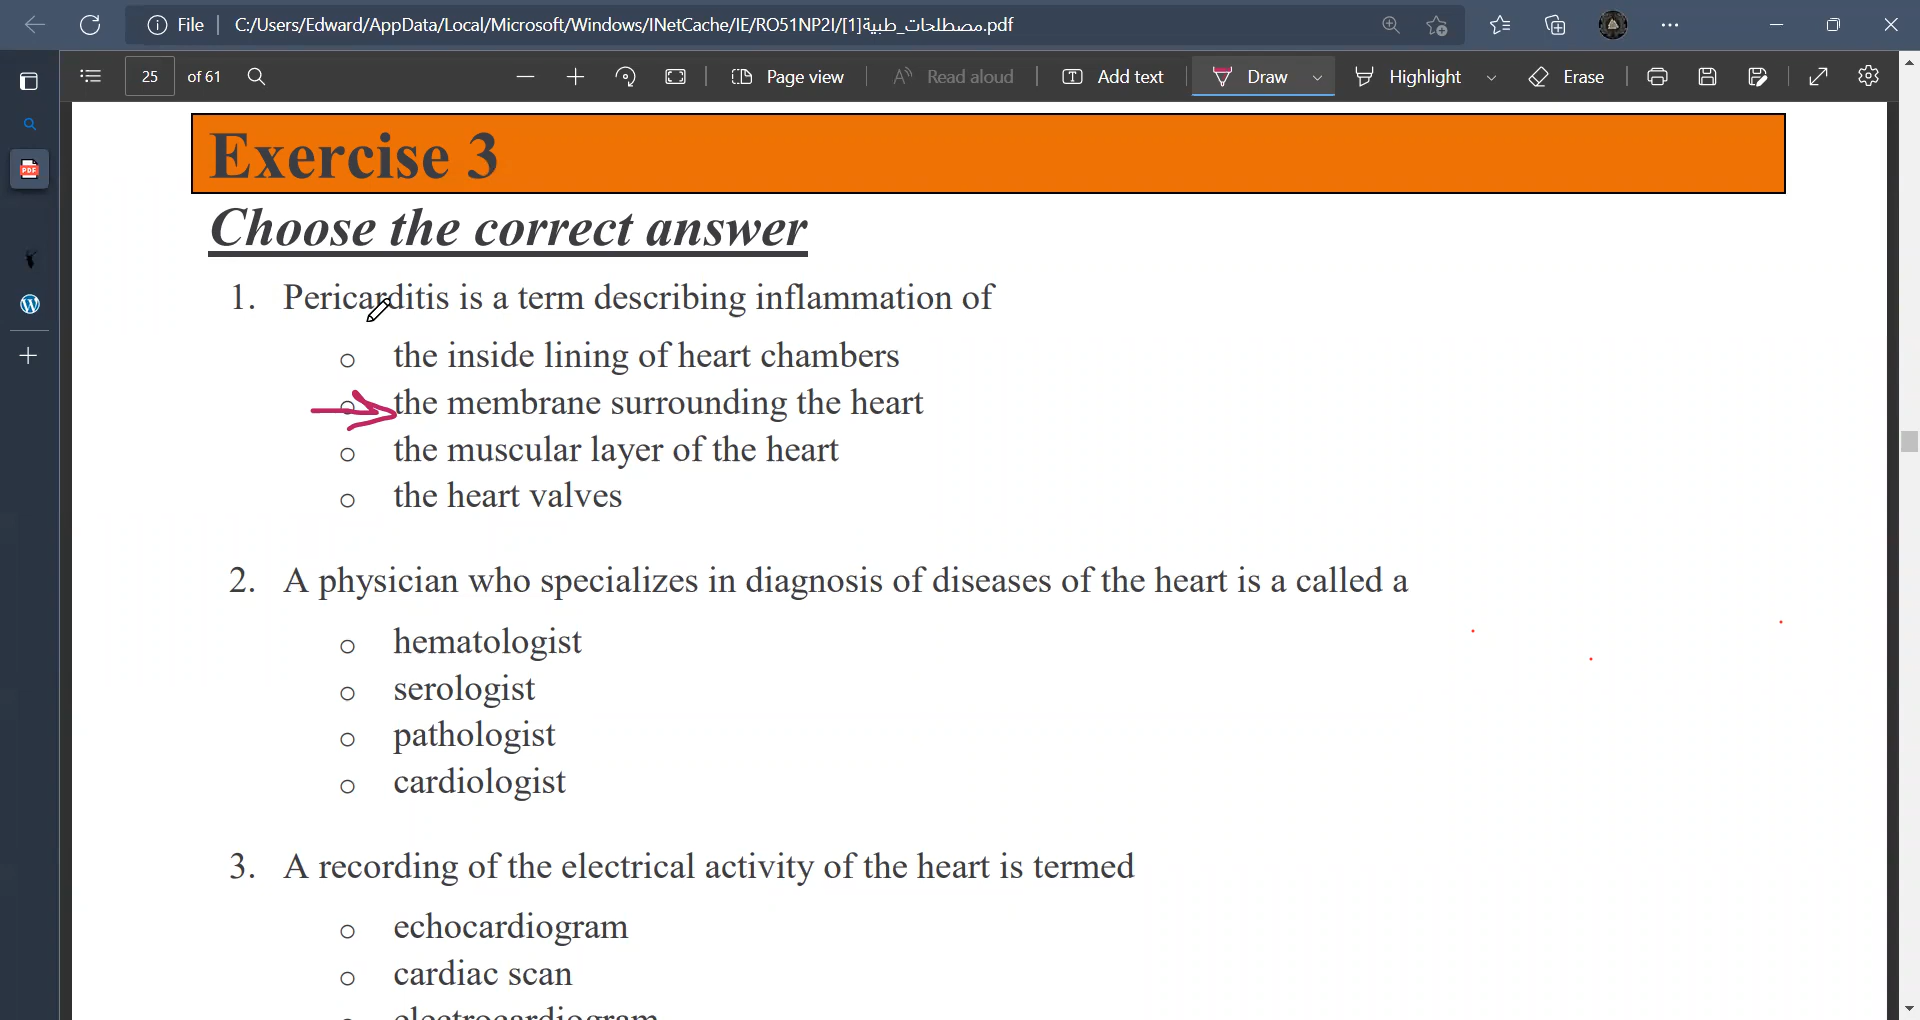 File
C:/Users/Edward/AppData/Local/Microsoft/Windows/INetCache/IE/RO51NP2I/[1]مصطلحات_طبية.pdf
25 of 61
Page view
Read aloud
Add text
Draw
Highlight
Erase
PDF
Exercise 3
Choose the correct answer
1. Pericarditis is a term describing inflammation of
o the inside lining of heart chambers
o the membrane surrounding the heart
o the muscular layer of the heart
o the heart valves
2. A physician who specializes in diagnosis of diseases of the heart is a called a
o hematologist
o serologist
o pathologist
o cardiologist
3. A recording of the electrical activity of the heart is termed
o echocardiogram
o cardiac scan
electrocardiogram